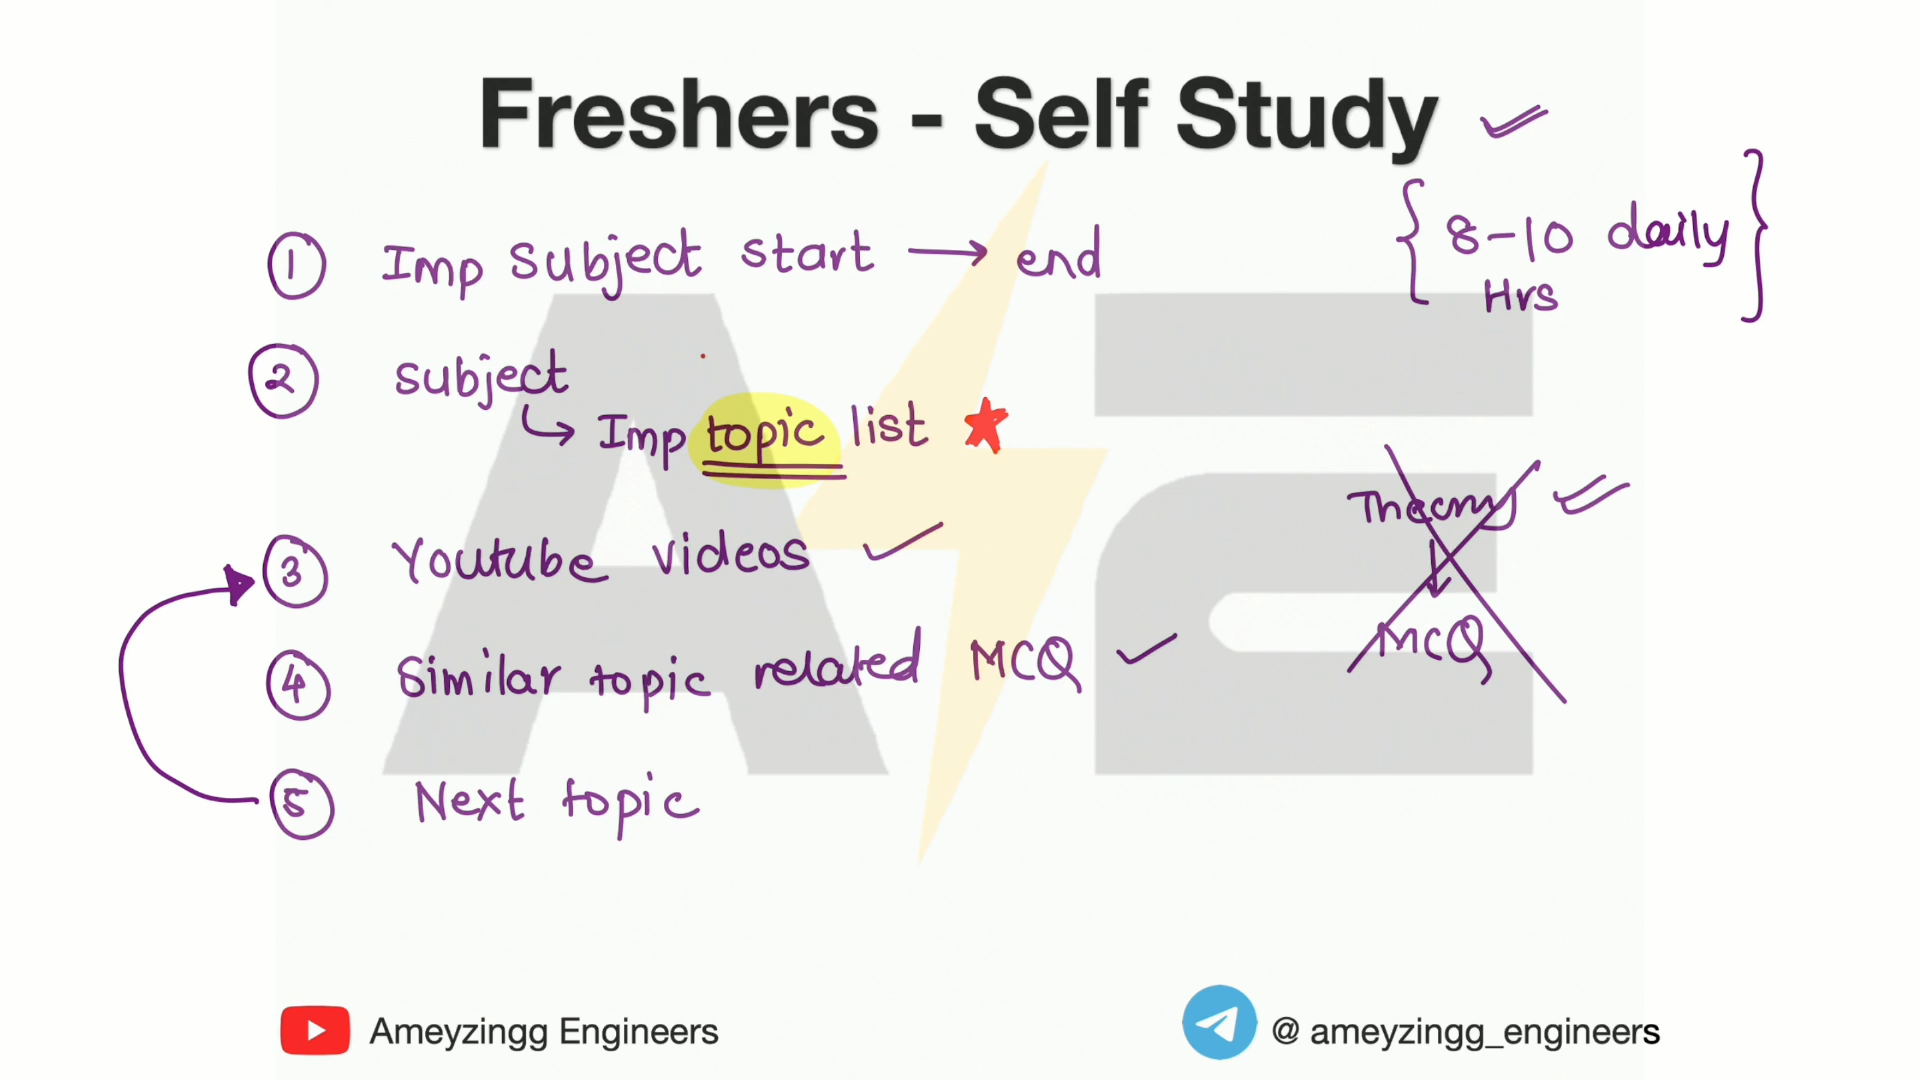 Freshers - Self Study
{ 8-10 daily }
Hrs
1 Imp Subject start → end
2 subject
↳ Imp topic list
3 Youtube videos
Theory
↓
MCQ
4 Similar topic related MCQ
5 Next topic
Ameyzingg Engineers
@ ameyzingg_engineers